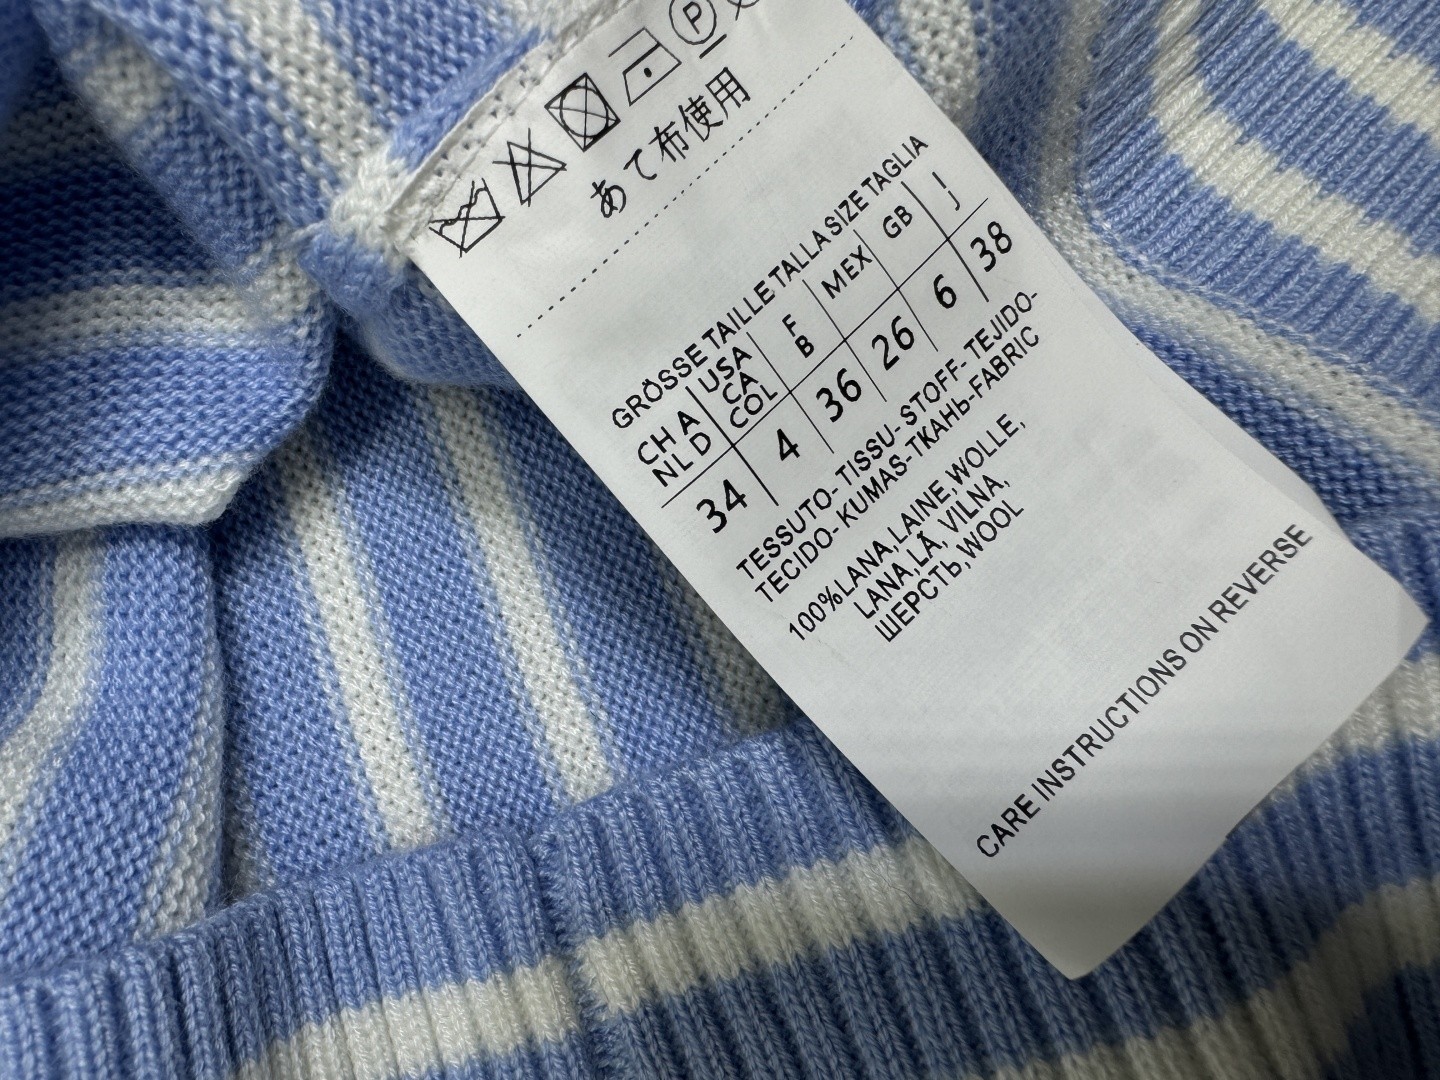 P
あて布使用
GRÖSSE TAILLE TALLA SIZE TAGLIA
CH A USA F MEX GB J
NL D CA B
COL
34 4 36 26 6 38
TESSUTO-TISSU-STOFF-TEJIDO-
TECIDO-KUMAS-TKAHЬ-FABRIC
100%LANA, LAINE, WOLLE,
LANA,LÃ, VILNA,
ШЕРСТЬ,WOOL
CARE INSTRUCTIONS ON REVERSE